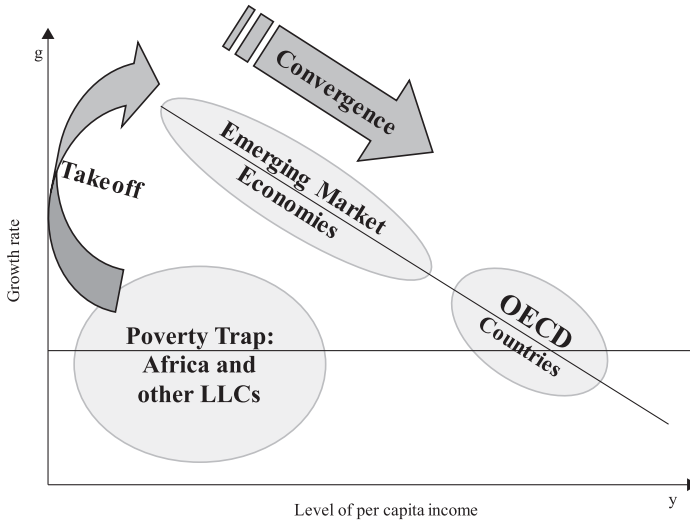 g
Convergence
Emerging Market
Economies
Takeoff
Growth rate
OECD
Countries
Poverty Trap:
Africa and
other LLCs
Level of per capita income
y